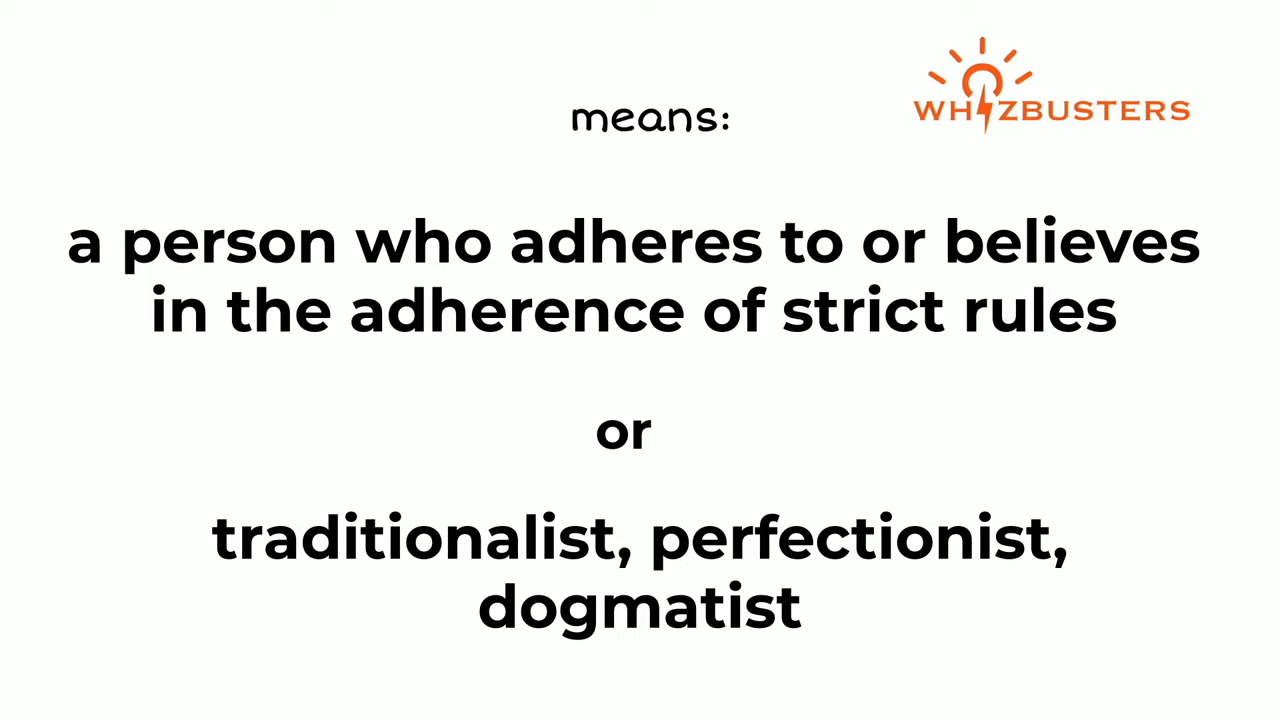 WHIZBUSTERS
means:
a person who adheres to or believes
in the adherence of strict rules
or
traditionalist, perfectionist,
dogmatist